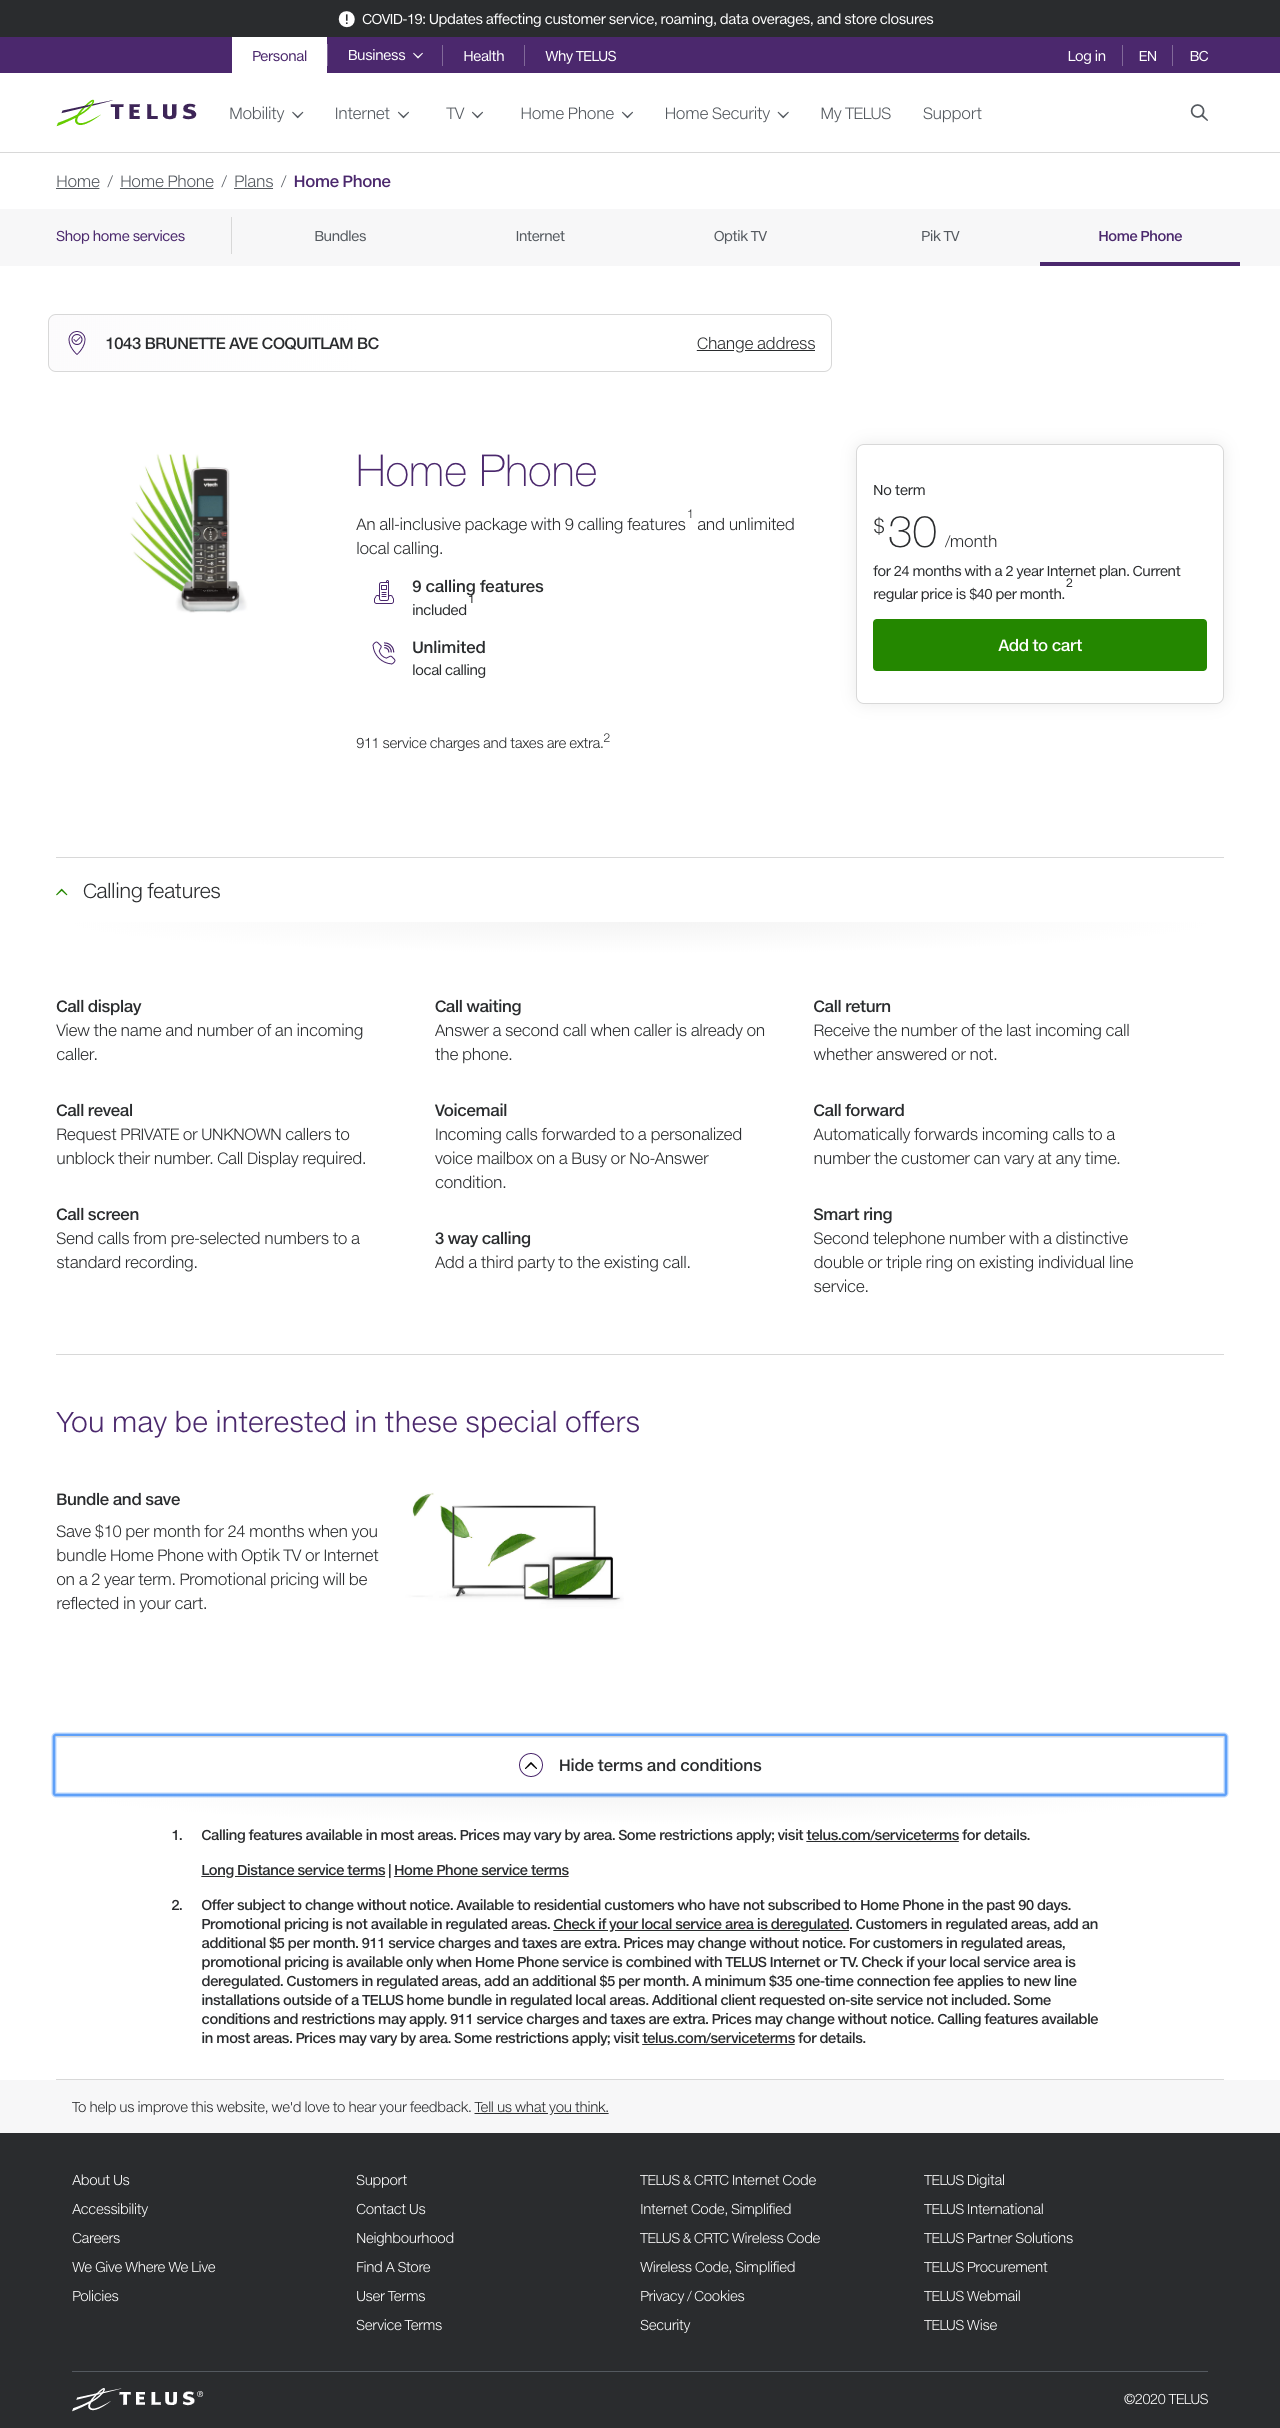 COVID-19: Updates affecting customer service, roaming, data overages, and store closures
Personal
Business
Health
Why TELUS
Log in
EN
BC
TELUS
Mobility
Internet
TV
Home Phone
Home Security
My TELUS
Support
Home / Home Phone / Plans / Home Phone
Shop home services
Bundles
Internet
Optik TV
Pik TV
Home Phone
1043 BRUNETTE AVE COQUITLAM BC
Change address
Home Phone
An all-inclusive package with 9 calling features1 and unlimited
local calling.
9 calling features
included1
Unlimited
local calling
911 service charges and taxes are extra.2
No term
$30 /month
for 24 months with a 2 year Internet plan. Current
regular price is $40 per month.2
Add to cart
Calling features
Call display
View the name and number of an incoming
caller.
Call reveal
Request PRIVATE or UNKNOWN callers to
unblock their number. Call Display required.
Call screen
Send calls from pre-selected numbers to a
standard recording.
Call waiting
Answer a second call when caller is already on
the phone.
Voicemail
Incoming calls forwarded to a personalized
voice mailbox on a Busy or No-Answer
condition.
3 way calling
Add a third party to the existing call.
Call return
Receive the number of the last incoming call
whether answered or not.
Call forward
Automatically forwards incoming calls to a
number the customer can vary at any time.
Smart ring
Second telephone number with a distinctive
double or triple ring on existing individual line
service.
You may be interested in these special offers
Bundle and save
Save $10 per month for 24 months when you
bundle Home Phone with Optik TV or Internet
on a 2 year term. Promotional pricing will be
reflected in your cart.
Hide terms and conditions
1. Calling features available in most areas. Prices may vary by area. Some restrictions apply; visit telus.com/serviceterms for details.
Long Distance service terms | Home Phone service terms
2. Offer subject to change without notice. Available to residential customers who have not subscribed to Home Phone in the past 90 days.
Promotional pricing is not available in regulated areas. Check if your local service area is deregulated. Customers in regulated areas, add an
additional $5 per month. 911 service charges and taxes are extra. Prices may change without notice. For customers in regulated areas,
promotional pricing is available only when Home Phone service is combined with TELUS Internet or TV. Check if your local service area is
deregulated. Customers in regulated areas, add an additional $5 per month. A minimum $35 one-time connection fee applies to new line
installations outside of a TELUS home bundle in regulated local areas. Additional client requested on-site service not included. Some
conditions and restrictions may apply. 911 service charges and taxes are extra. Prices may change without notice. Calling features available
in most areas. Prices may vary by area. Some restrictions apply; visit telus.com/serviceterms for details.
To help us improve this website, we'd love to hear your feedback. Tell us what you think.
About Us
Accessibility
Careers
We Give Where We Live
Policies
Support
Contact Us
Neighbourhood
Find A Store
User Terms
Service Terms
TELUS & CRTC Internet Code
Internet Code, Simplified
TELUS & CRTC Wireless Code
Wireless Code, Simplified
Privacy / Cookies
Security
TELUS Digital
TELUS International
TELUS Partner Solutions
TELUS Procurement
TELUS Webmail
TELUS Wise
TELUS®
©2020 TELUS